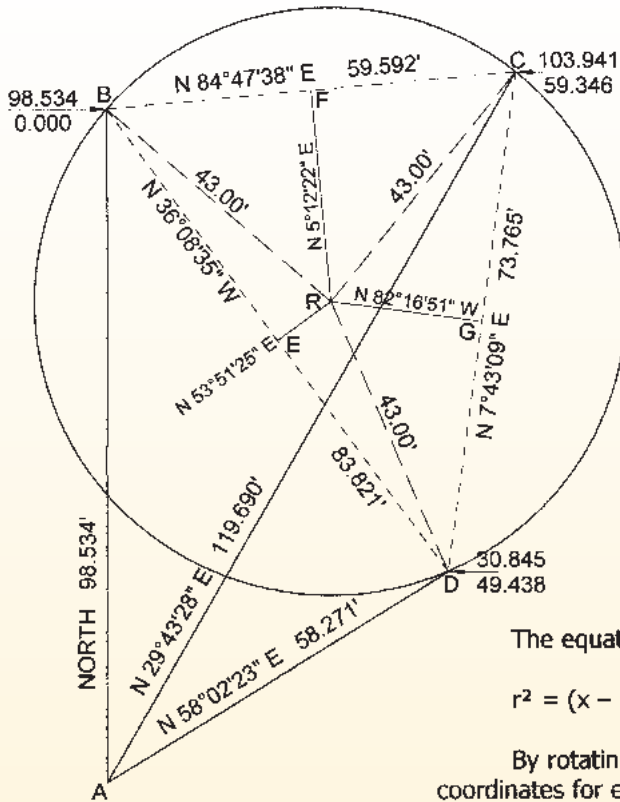 C 103.941
59.346
N 84°47'38" E 59.592'
B
98.534
0.000
F
43.00'
43.00'
N 5°12'22" E
N 36°08'35" W
73.765'
R
N 82°16'51" W
G
E
N 53°51'25" E
N 7°43'09" E
43.00'
83.821'
NORTH 98.534'
N 29°43'28" E 119.690'
30.845
D 49.438
N 58°02'23" E 58.271'
A
The equat
r² = (x –
By rotatin
coordinates for e